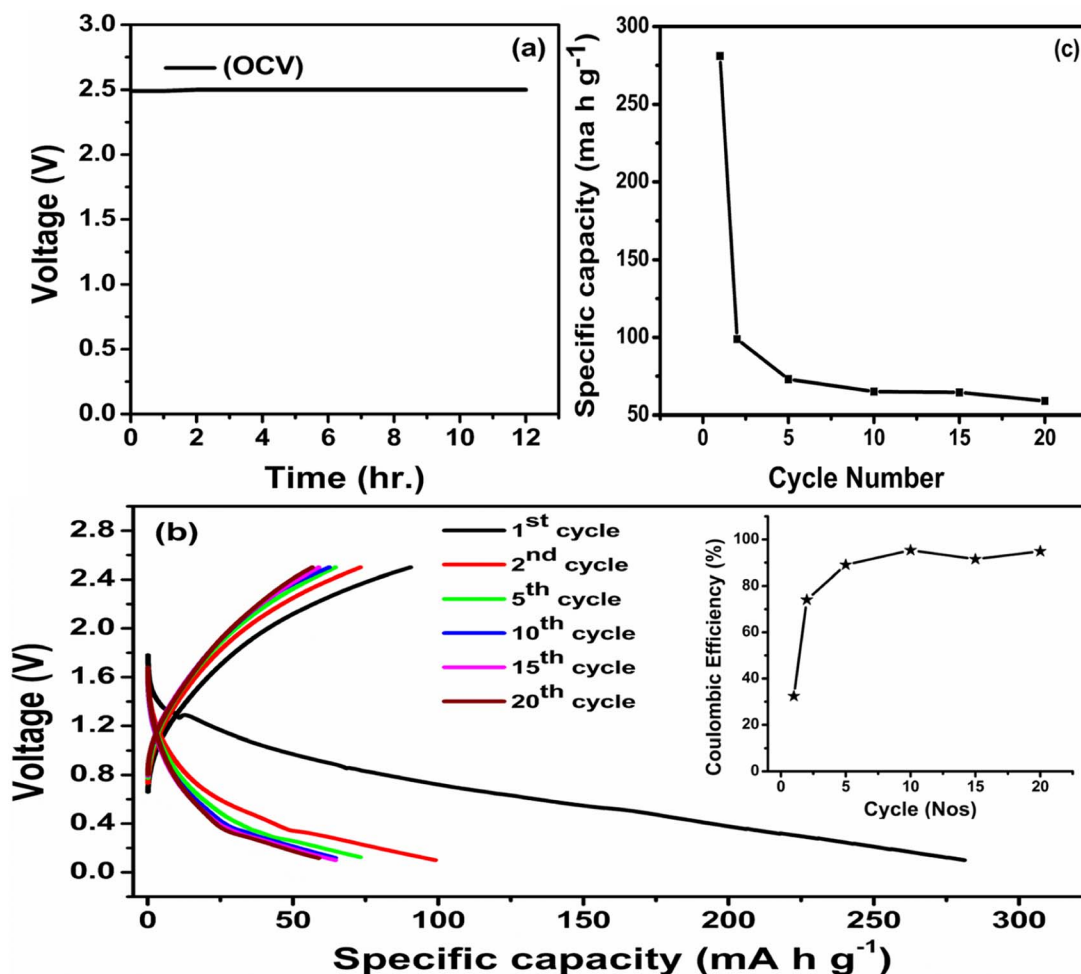 (a)
(OCV)
3.0
2.5
2.0
1.5
1.0
0.5
0.0
Voltage (V)
0 2 4 6 8 10 12
Time (hr.)
(c)
300
250
200
150
100
50
Specific capacity (ma h g⁻¹)
0 5 10 15 20
Cycle Number
(b)
1st cycle
2nd cycle
5th cycle
10th cycle
15th cycle
20th cycle
2.8
2.4
2.0
1.6
1.2
0.8
0.4
0.0
Voltage (V)
0 50 100 150 200 250 300
Specific capacity (mA h g⁻¹)
100
80
60
40
20
0
Coulombic Efficiency (%)
0 5 10 15 20
Cycle (Nos)